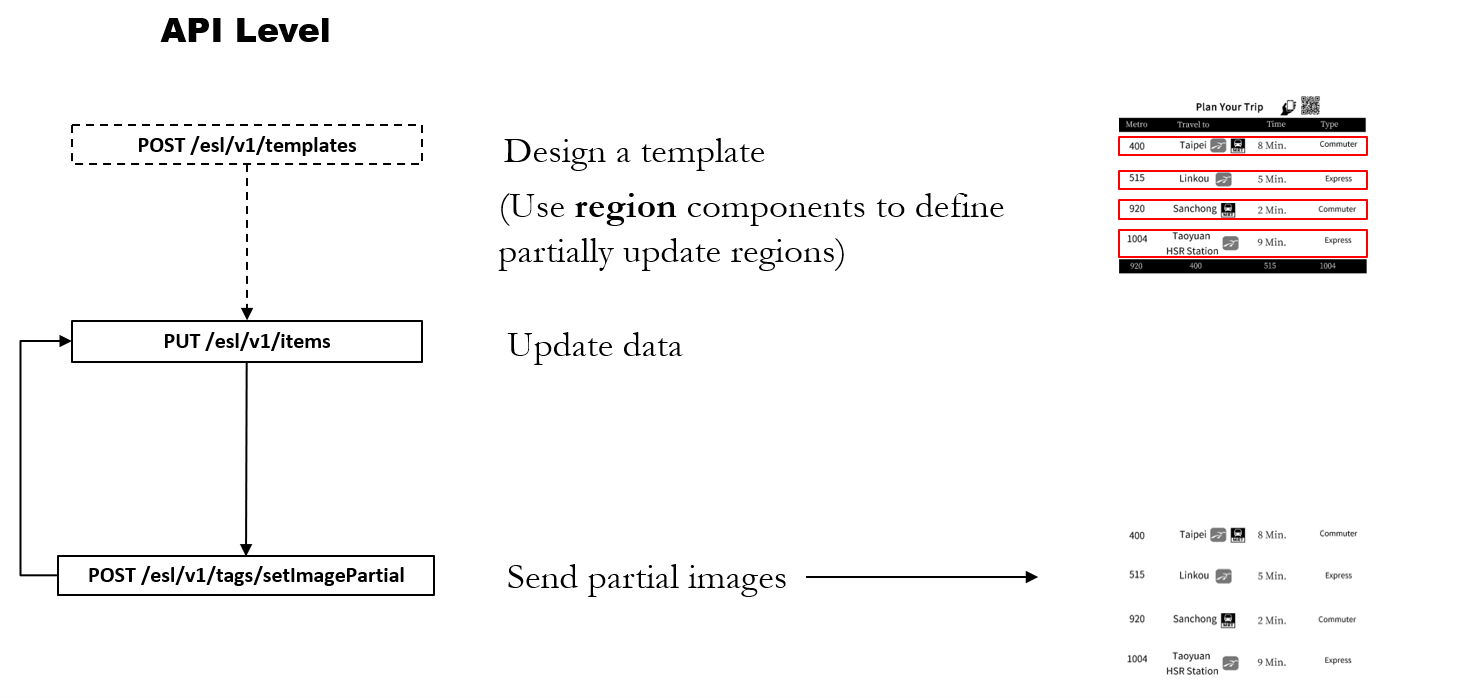 API Level
POST /esl/v1/templates
Design a template
(Use region components to define
partially update regions)
Plan Your Trip
Metro Travel to Time Type
400 Taipei MRT 8 Min. Commuter
515 Linkou 5 Min. Express
920 Sanchong MRT 2 Min. Commuter
1004 Taoyuan
HSR Station 9 Min. Express
920 400 515 1004
PUT /esl/v1/items
Update data
POST /esl/v1/tags/setImagePartial
Send partial images
400 Taipei MRT 8 Min. Commuter
515 Linkou 5 Min. Express
920 Sanchong MRT 2 Min. Commuter
1004 Taoyuan
HSR Station 9 Min. Express